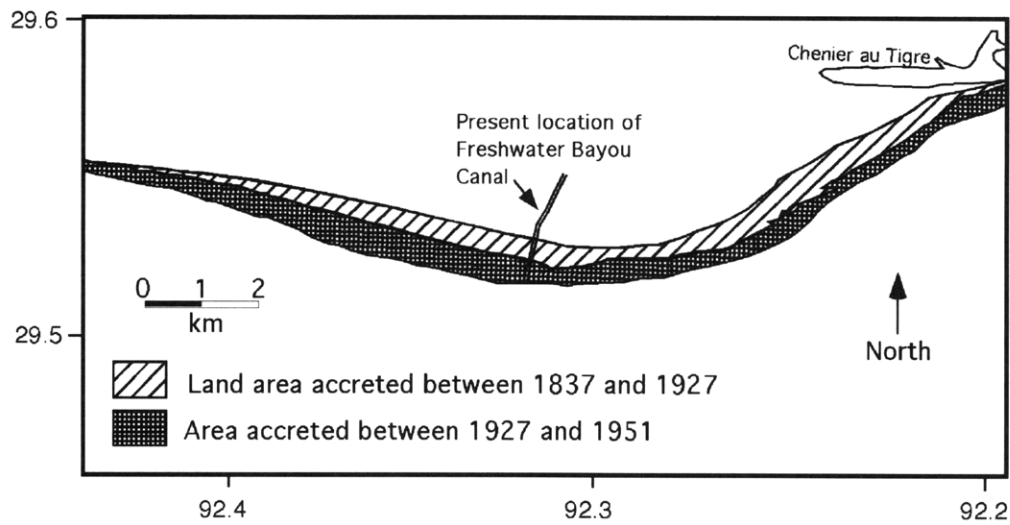 29.6
Chenier au Tigre
Present location of
Freshwater Bayou
Canal
0 1 2
km
29.5
North
Land area accreted between 1837 and 1927
Area accreted between 1927 and 1951
92.4 92.3 92.2